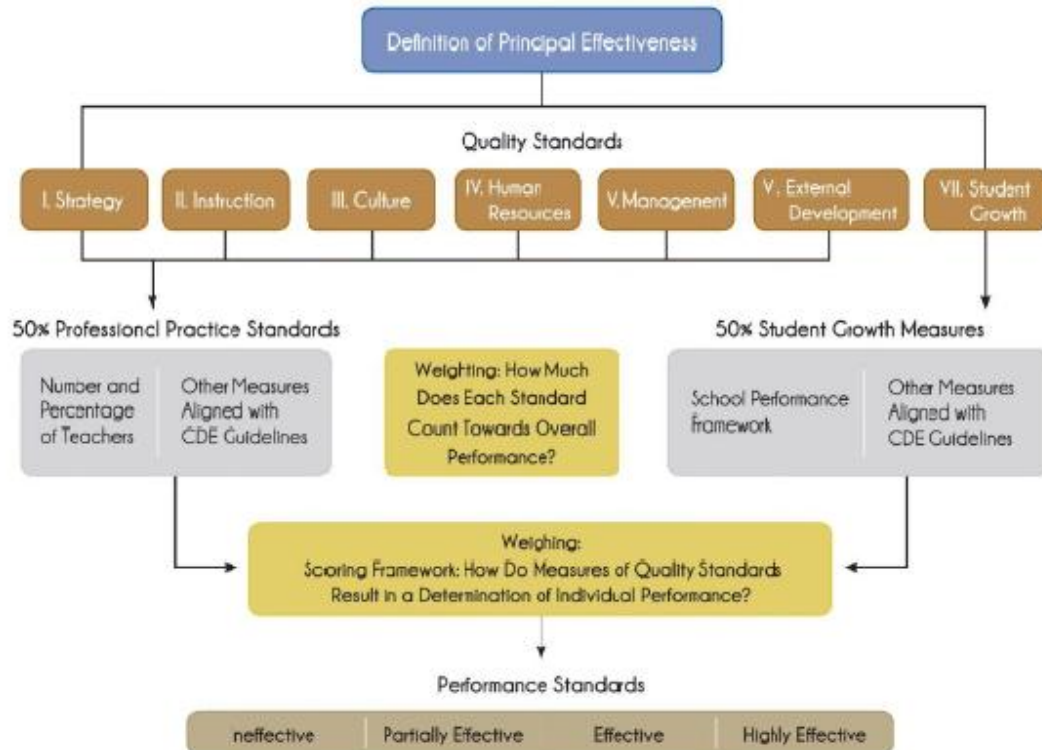 Definition of Principal Effectiveness
Quality Standards
I. Strategy
II. Instruction
III. Culture
IV. Human
Resources
V. Management
V. External
Development
VII. Student
Growth
50% Professioncl Practice Standards
50% Student Growth Measures
Number and
Percentage
of Teachers
Other Measures
Aligned with
CDE Guidelines
Weighting: How Much
Does Each Standard
Count Towards Overall
Performance?
School Performance
Framework
Other Measures
Aligned with
CDE Guidelines
Weighing:
Scoring Framework: How Do Measures of Quality Standards
Result in a Determination of Individual Performance?
Performance Standards
Ineffective
Partially Effective
Effective
Highly Effective